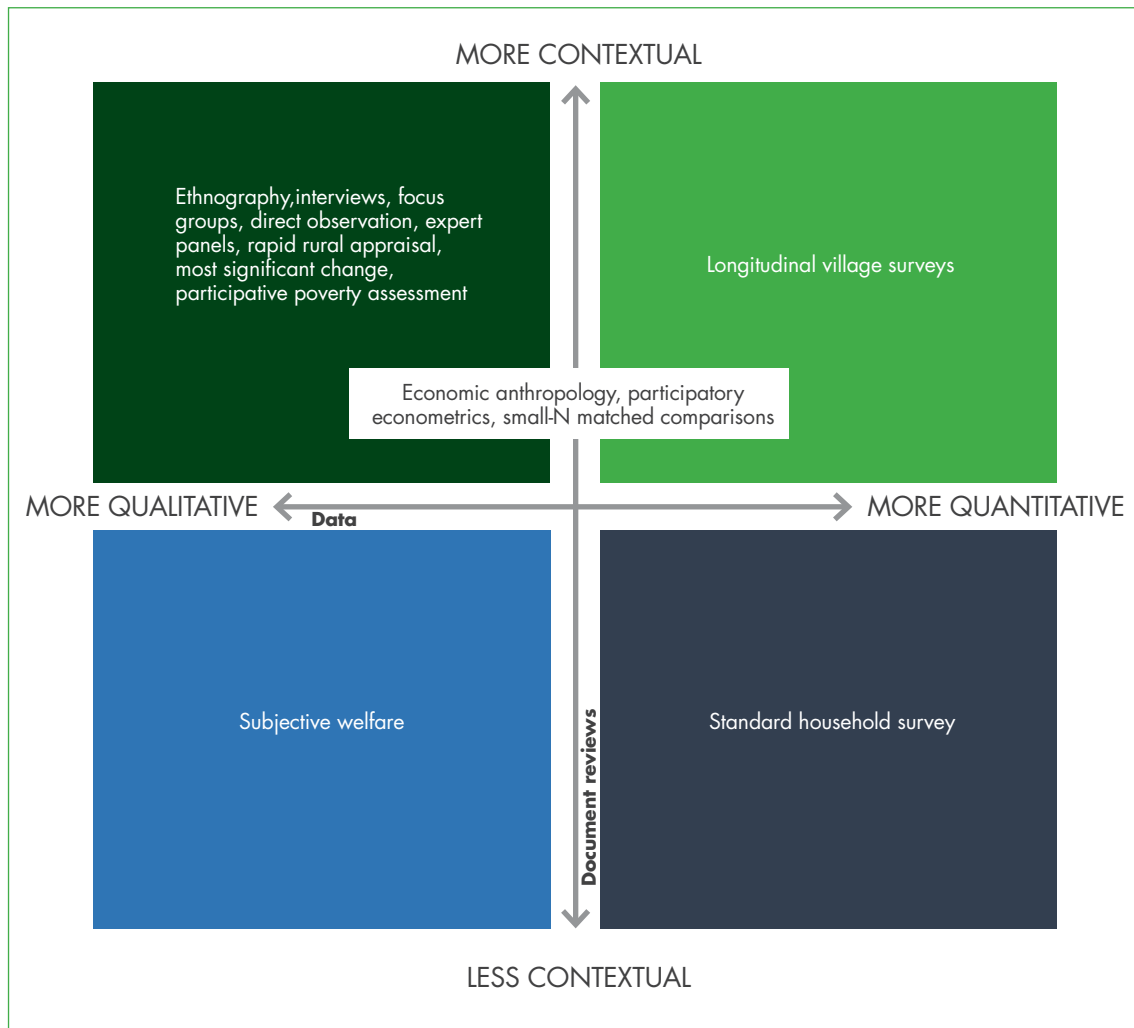 MORE CONTEXTUAL
Ethnography,interviews, focus
groups, direct observation, expert
panels, rapid rural appraisal,
most significant change,
participative poverty assessment
Longitudinal village surveys
Economic anthropology, participatory
econometrics, small-N matched comparisons
MORE QUALITATIVE
Data
MORE QUANTITATIVE
Subjective welfare
Document reviews
Standard household survey
LESS CONTEXTUAL